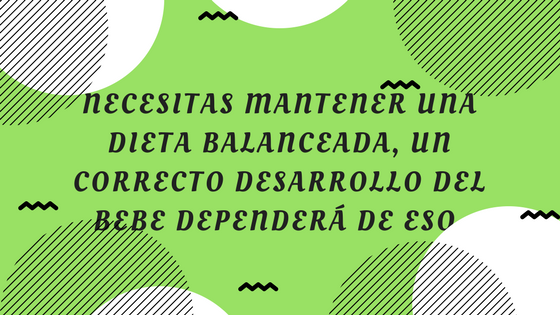 NECESITAS MANTENER UNA
DIETA BALANCEADA, UN
CORRECTO DESARROLLO DEL
BEBE DEPENDERÁ DE ESO